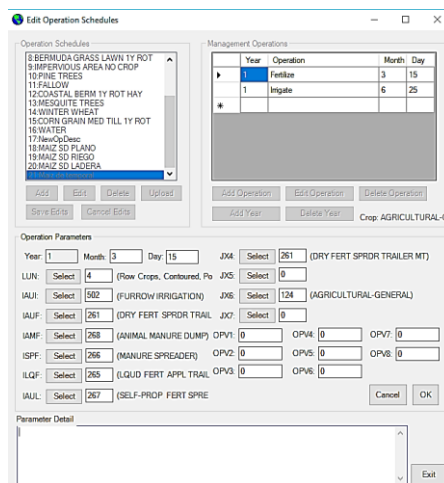 Edit Operation Schedules
Operation Schedules
8:BERMUDA GRASS LAWN 1Y ROT
9:IMPERVIOUS AREA NO CROP
10:PINE TREES
11:FALLOW
12:COASTAL BERM 1Y ROT HAY
13:MESQUITE TREES
14:WINTER WHEAT
15:CORN GRAIN MED TILL 1Y ROT
16:WATER
17:NewOpDesc
18:MAIZ SD PLANO
19:MAIZ SD RIEGO
20:MAIZ SD LADERA
Add Edit Delete Upload
Save Edits Cancel Edits
Management Operations
Year Operation Month Day
1 Fertilize 3 15
1 Irrigate 6 25
Add Operation Edit Operation Delete Operation
Add Year Delete Year Crop: AGRICULTURAL-
Operation Parameters
Year: 1 Month: 3 Day: 15 JX4: Select 261 (DRY FERT SPRDR TRAILER MT)
LUN: Select 4 (Row Crops, Contoured, Po JX5: Select 0
IAUI: Select 502 (FURROW IRRIGATION) JX6: Select 124 (AGRICULTURAL-GENERAL)
IAUF: Select 261 (DRY FERT SPRDR TRAIL JX7: Select 0
IAMF: Select 268 (ANIMAL MANURE DUMP) OPV1: 0 OPV4: 0 OPV7: 0
ISPF: Select 266 (MANURE SPREADER) OPV2: 0 OPV5: 0 OPV8: 0
ILQF: Select 265 (LQUD FERT APPL TRAIL OPV3: 0 OPV6: 0
IAUL: Select 267 (SELF-PROP FERT SPRE Cancel OK
Parameter Detail
Exit